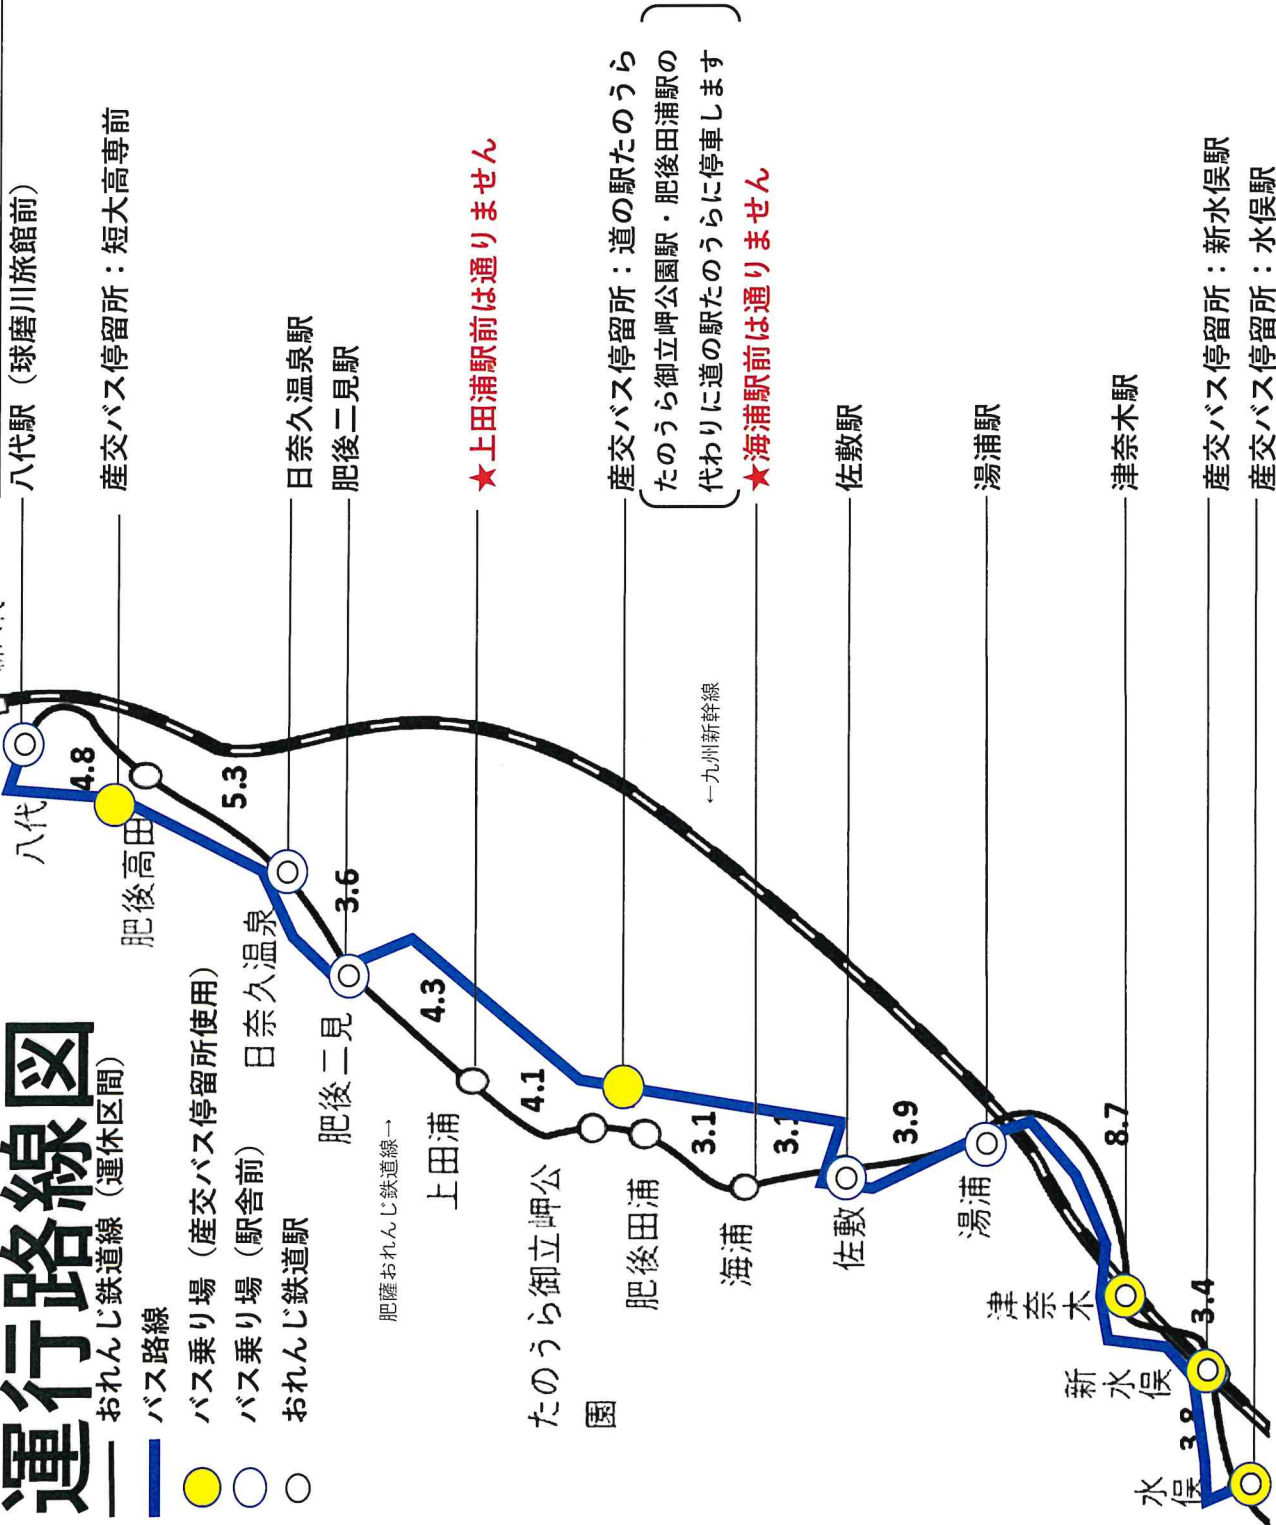 運行路線図
おれんじ鉄道線（運休区間）
バス路線
バス乗り場（産交バス停留所使用）
バス乗り場（駅舎前）
おれんじ鉄道駅
八代駅（球磨川旅館前）
産交バス停留所：短大高専前
日奈久温泉駅
肥後二見駅
★上田浦駅前は通りません
産交バス停留所：道の駅たのうら
たのうら御立岬公園駅・肥後田浦駅の
代わりに道の駅たのうらに停車します
★海浦駅前は通りません
佐敷駅
湯浦駅
津奈木駅
産交バス停留所：新水俣駅
産交バス停留所：水俣駅
八代
4.8
肥後高田
5.3
日奈久温泉
3.6
肥後二見
4.3
肥薩おれんじ鉄道線→
上田浦
4.1
たのうら御立岬公
園
肥後田浦
3.1
海浦
3.1
佐敷
3.9
湯浦
←九州新幹線
8.7
津奈木
3.4
新水俣
3.8
水俣